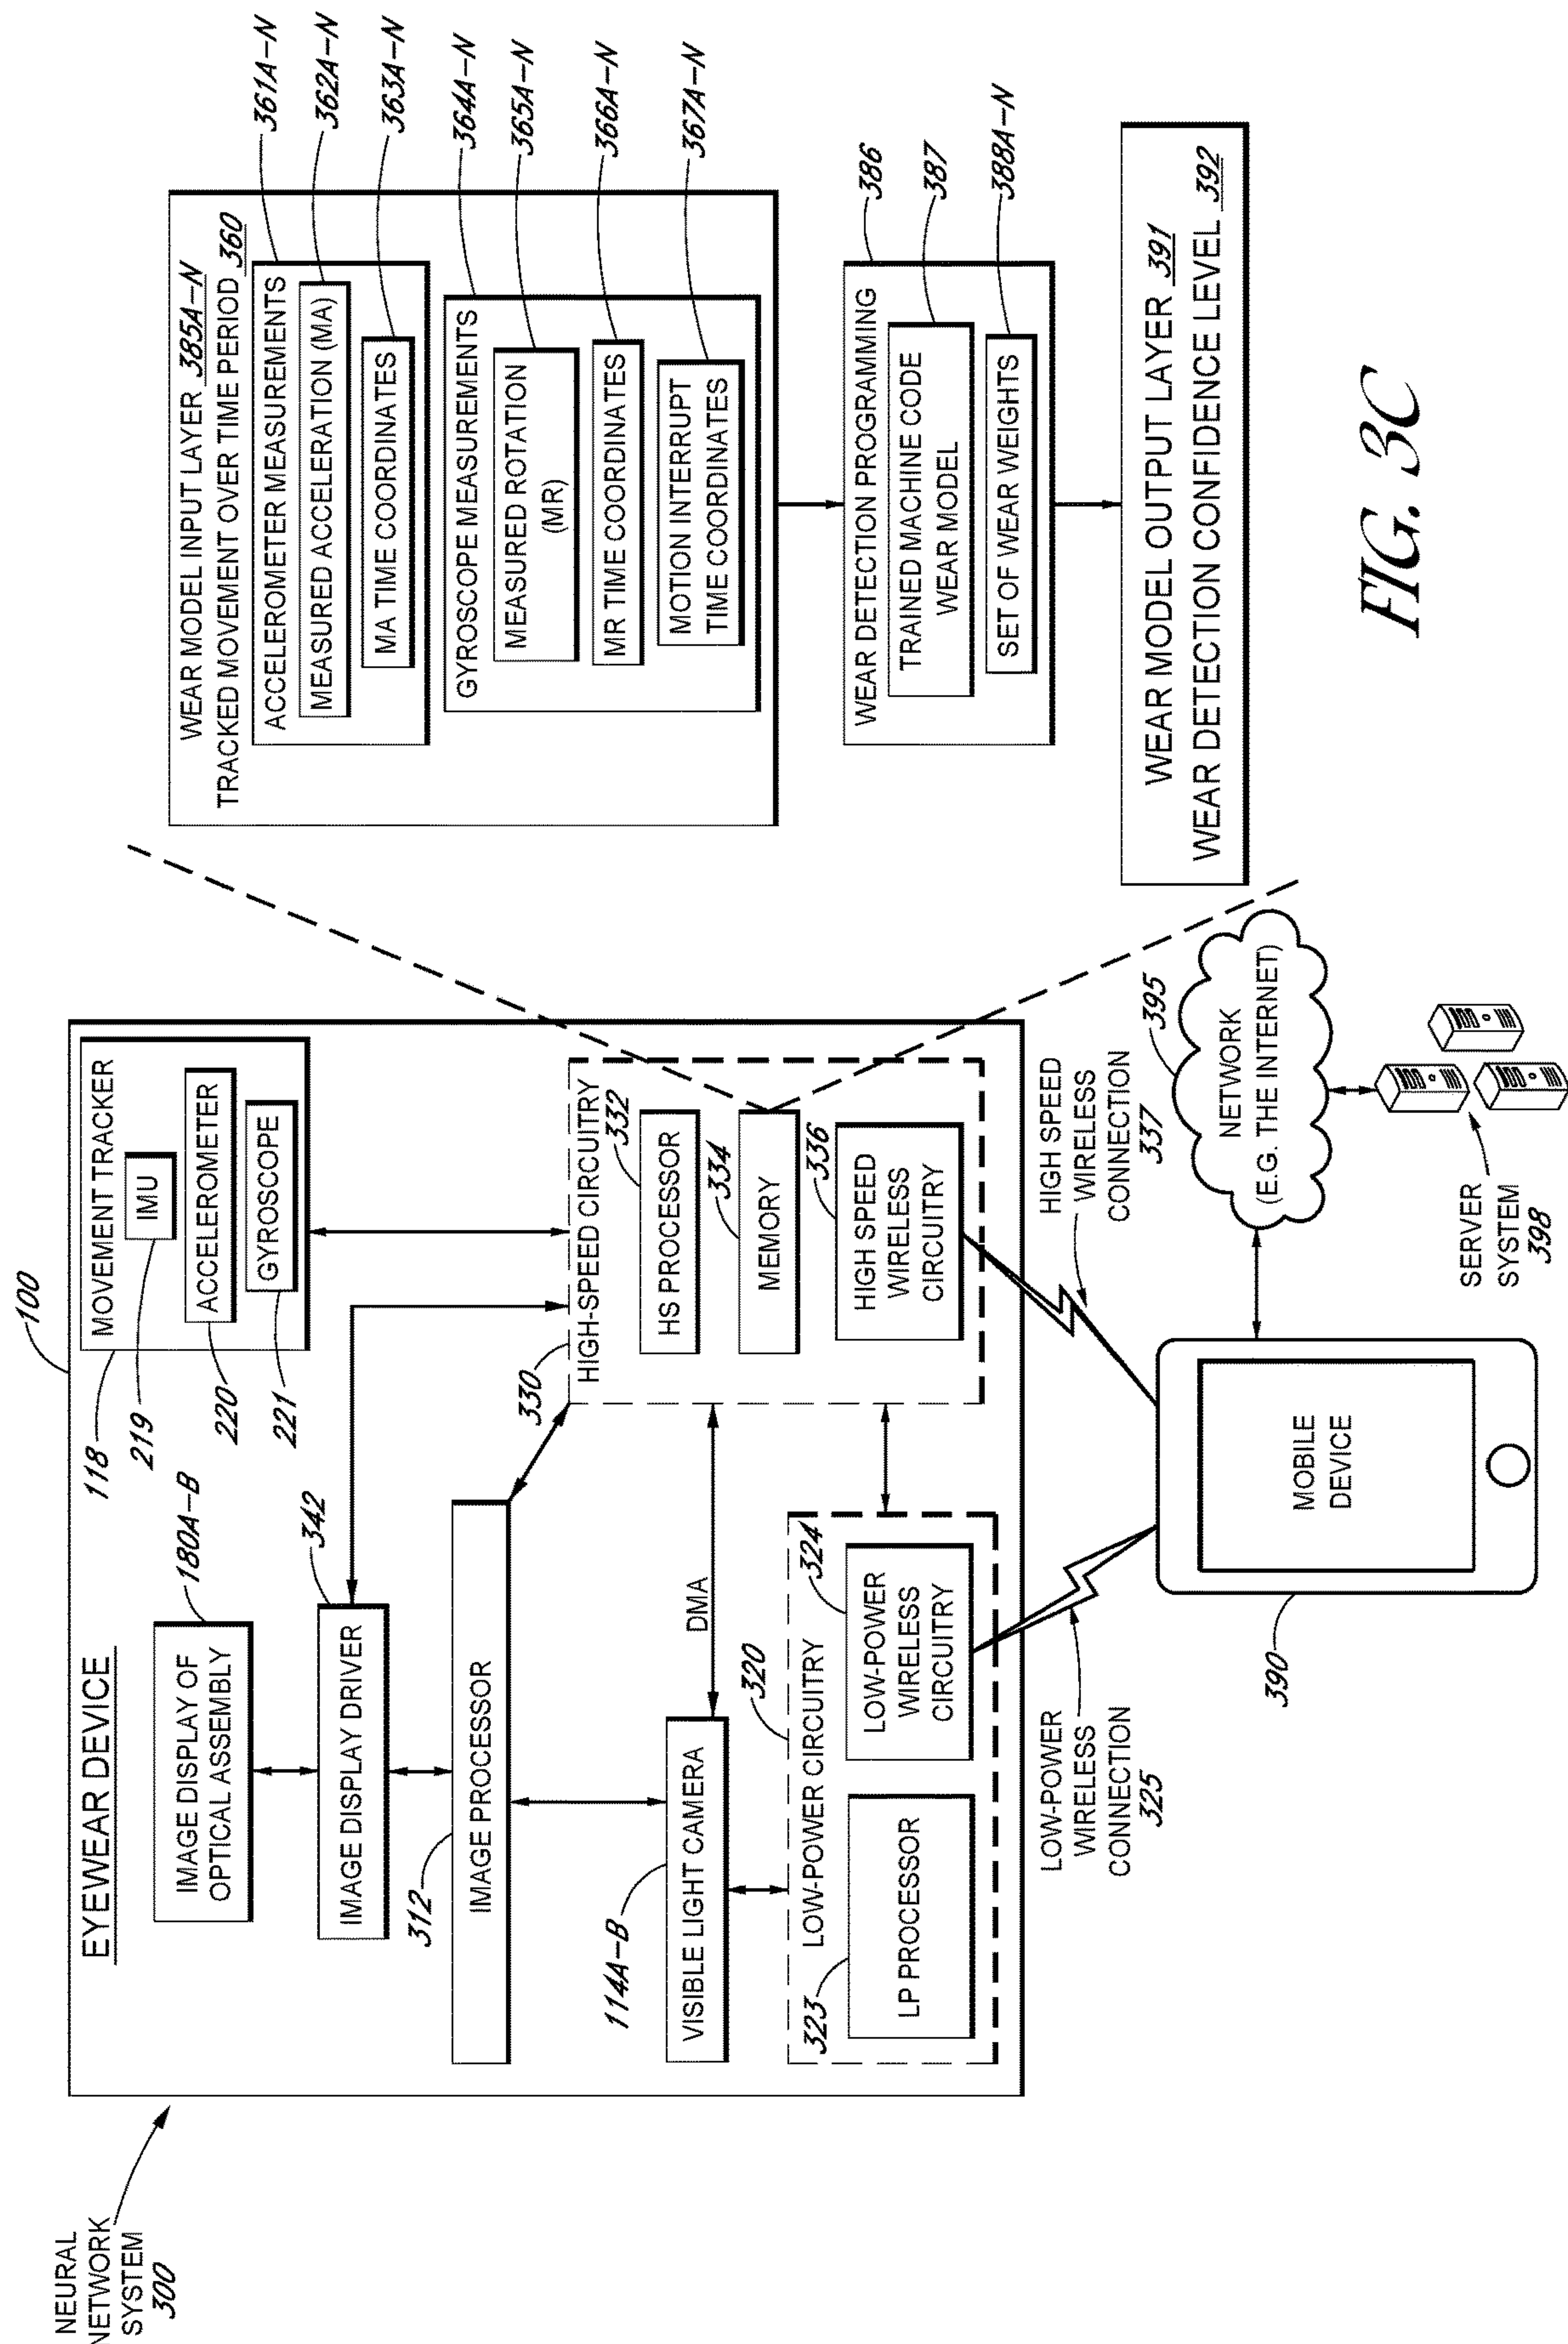 NEURAL
NETWORK
SYSTEM
300
100
EYEWEAR DEVICE
IMAGE DISPLAY OF
OPTICAL ASSEMBLY
180A-B
IMAGE DISPLAY DRIVER
342
312
IMAGE PROCESSOR
114A-B
VISIBLE LIGHT CAMERA
DMA
118
219
220
221
MOVEMENT TRACKER
IMU
ACCELEROMETER
GYROSCOPE
330
HIGH-SPEED CIRCUITRY
332
HS PROCESSOR
334
MEMORY
336
HIGH SPEED
WIRELESS
CIRCUITRY
320
LOW-POWER CIRCUITRY
323
LP PROCESSOR
324
LOW-POWER
WIRELESS
CIRCUITRY
LOW-POWER
WIRELESS
CONNECTION
325
HIGH SPEED
WIRELESS
CONNECTION
337
390
MOBILE
DEVICE
395
NETWORK
(E.G. THE INTERNET)
SERVER
SYSTEM
398
WEAR MODEL INPUT LAYER 385A-N
TRACKED MOVEMENT OVER TIME PERIOD 360
ACCELEROMETER MEASUREMENTS
361A-N
MEASURED ACCELERATION (MA)
362A-N
MA TIME COORDINATES
363A-N
GYROSCOPE MEASUREMENTS
364A-N
MEASURED ROTATION
(MR)
365A-N
MR TIME COORDINATES
366A-N
MOTION INTERRUPT
TIME COORDINATES
367A-N
WEAR DETECTION PROGRAMMING
386
TRAINED MACHINE CODE
WEAR MODEL
387
SET OF WEAR WEIGHTS
388A-N
WEAR MODEL OUTPUT LAYER 391
WEAR DETECTION CONFIDENCE LEVEL 392
FIG. 3C